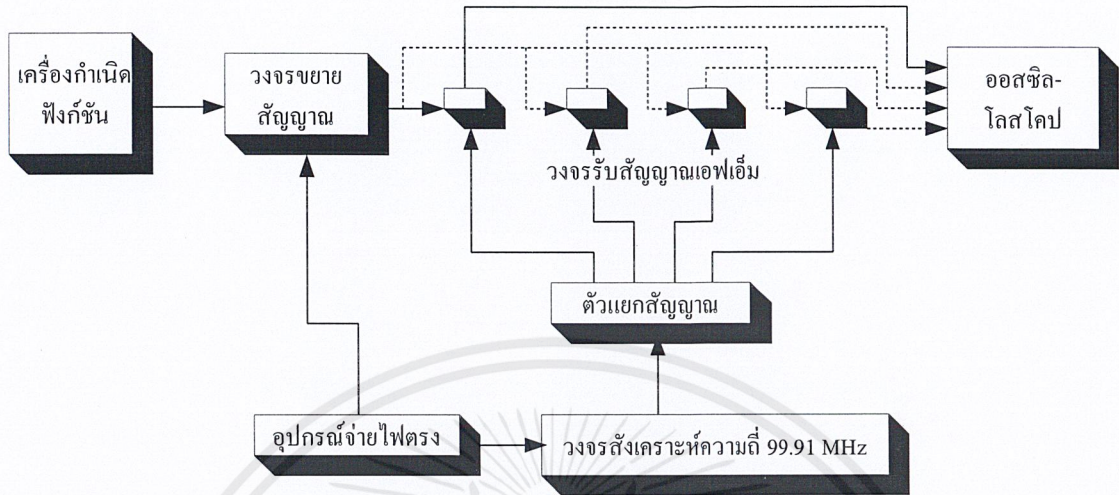 เครื่องกำเนิด
ฟังก์ชัน
วงจรขยาย
สัญญาณ
ออสซิล-
โลสโคป
วงจรรับสัญญาณเอฟเอ็ม
ตัวแยกสัญญาณ
อุปกรณ์จ่ายไฟตรง
วงจรสังเคราะห์ความถี่ 99.91 MHz